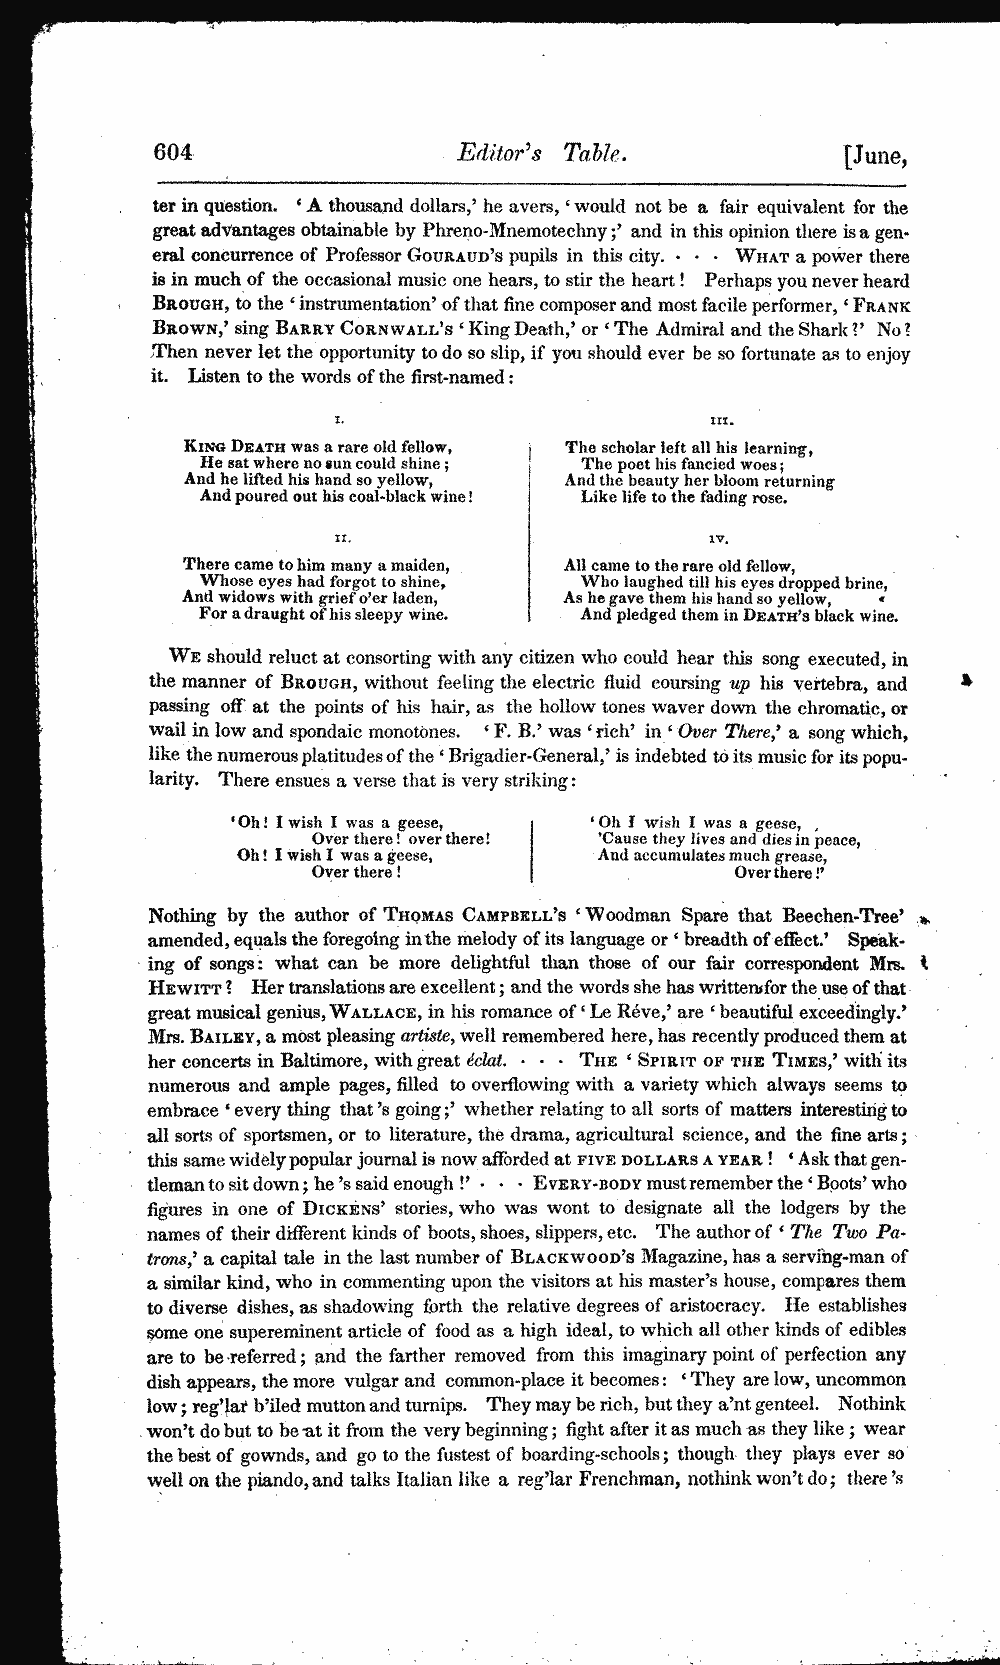 604 Editor's Table. [June,
ter in question. 'A thousand dollars,' he avers, 'would not be a fair equivalent for the
great advantages obtainable by Phreno-Mnemotechny;' and in this opinion there is a gen-
eral concurrence of Professor GOURAUD's pupils in this city. · · · WHAT a power there
is in much of the occasional music one hears, to stir the heart! Perhaps you never heard
BROUGH, to the 'instrumentation' of that fine composer and most facile performer, 'FRANK
BROWN,' sing BARRY CORNWALL's 'King Death,' or 'The Admiral and the Shark?' No?
Then never let the opportunity to do so slip, if you should ever be so fortunate as to enjoy
it. Listen to the words of the first-named:
I.
KING DEATH was a rare old fellow,
He sat where no sun could shine;
And he lifted his hand so yellow,
And poured out his coal-black wine!
II.
There came to him many a maiden,
Whose eyes had forgot to shine,
And widows with grief o'er laden,
For a draught of his sleepy wine.
III.
The scholar left all his learning,
The poet his fancied woes;
And the beauty her bloom returning
Like life to the fading rose.
IV.
All came to the rare old fellow,
Who laughed till his eyes dropped brine,
As he gave them his hand so yellow,
And pledged them in DEATH's black wine.
WE should reluct at consorting with any citizen who could hear this song executed, in
the manner of BROUGH, without feeling the electric fluid coursing up his vertebra, and
passing off at the points of his hair, as the hollow tones waver down the chromatic, or
wail in low and spondaic monotones. 'F. B.' was 'rich' in 'Over There,' a song which,
like the numerous platitudes of the 'Brigadier-General,' is indebted to its music for its popu-
larity. There ensues a verse that is very striking:
'Oh! I wish I was a geese,
Over there! over there!
Oh! I wish I was a geese,
Over there!
'Oh I wish I was a geese,
'Cause they lives and dies in peace,
And accumulates much grease,
Over there!'
Nothing by the author of THOMAS CAMPBELL's 'Woodman Spare that Beechen-Tree'
amended, equals the foregoing in the melody of its language or 'breadth of effect.' Speak-
ing of songs: what can be more delightful than those of our fair correspondent Mrs.
HEWITT? Her translations are excellent; and the words she has written for the use of that
great musical genius, WALLACE, in his romance of 'Le Réve,' are 'beautiful exceedingly.'
Mrs. BAILEY, a most pleasing artiste, well remembered here, has recently produced them at
her concerts in Baltimore, with great éclat. · · · THE 'SPIRIT OF THE TIMES,' with its
numerous and ample pages, filled to overflowing with a variety which always seems to
embrace 'every thing that 's going;' whether relating to all sorts of matters interesting to
all sorts of sportsmen, or to literature, the drama, agricultural science, and the fine arts;
this same widely popular journal is now afforded at FIVE DOLLARS A YEAR! 'Ask that gen-
tleman to sit down; he 's said enough!' · · · EVERY-BODY must remember the 'Boots' who
figures in one of DICKENS' stories, who was wont to designate all the lodgers by the
names of their different kinds of boots, shoes, slippers, etc. The author of 'The Two Pa-
trons,' a capital tale in the last number of BLACKWOOD's Magazine, has a serving-man of
a similar kind, who in commenting upon the visitors at his master's house, compares them
to diverse dishes, as shadowing forth the relative degrees of aristocracy. He establishes
some one supereminent article of food as a high ideal, to which all other kinds of edibles
are to be referred; and the farther removed from this imaginary point of perfection any
dish appears, the more vulgar and common-place it becomes: 'They are low, uncommon
low; reg'lar b'iled mutton and turnips. They may be rich, but they a'nt genteel. Nothink
won't do but to be at it from the very beginning; fight after it as much as they like; wear
the best of gownds, and go to the fustest of boarding-schools; though they plays ever so
well on the piando, and talks Italian like a reg'lar Frenchman, nothink won't do; there 's